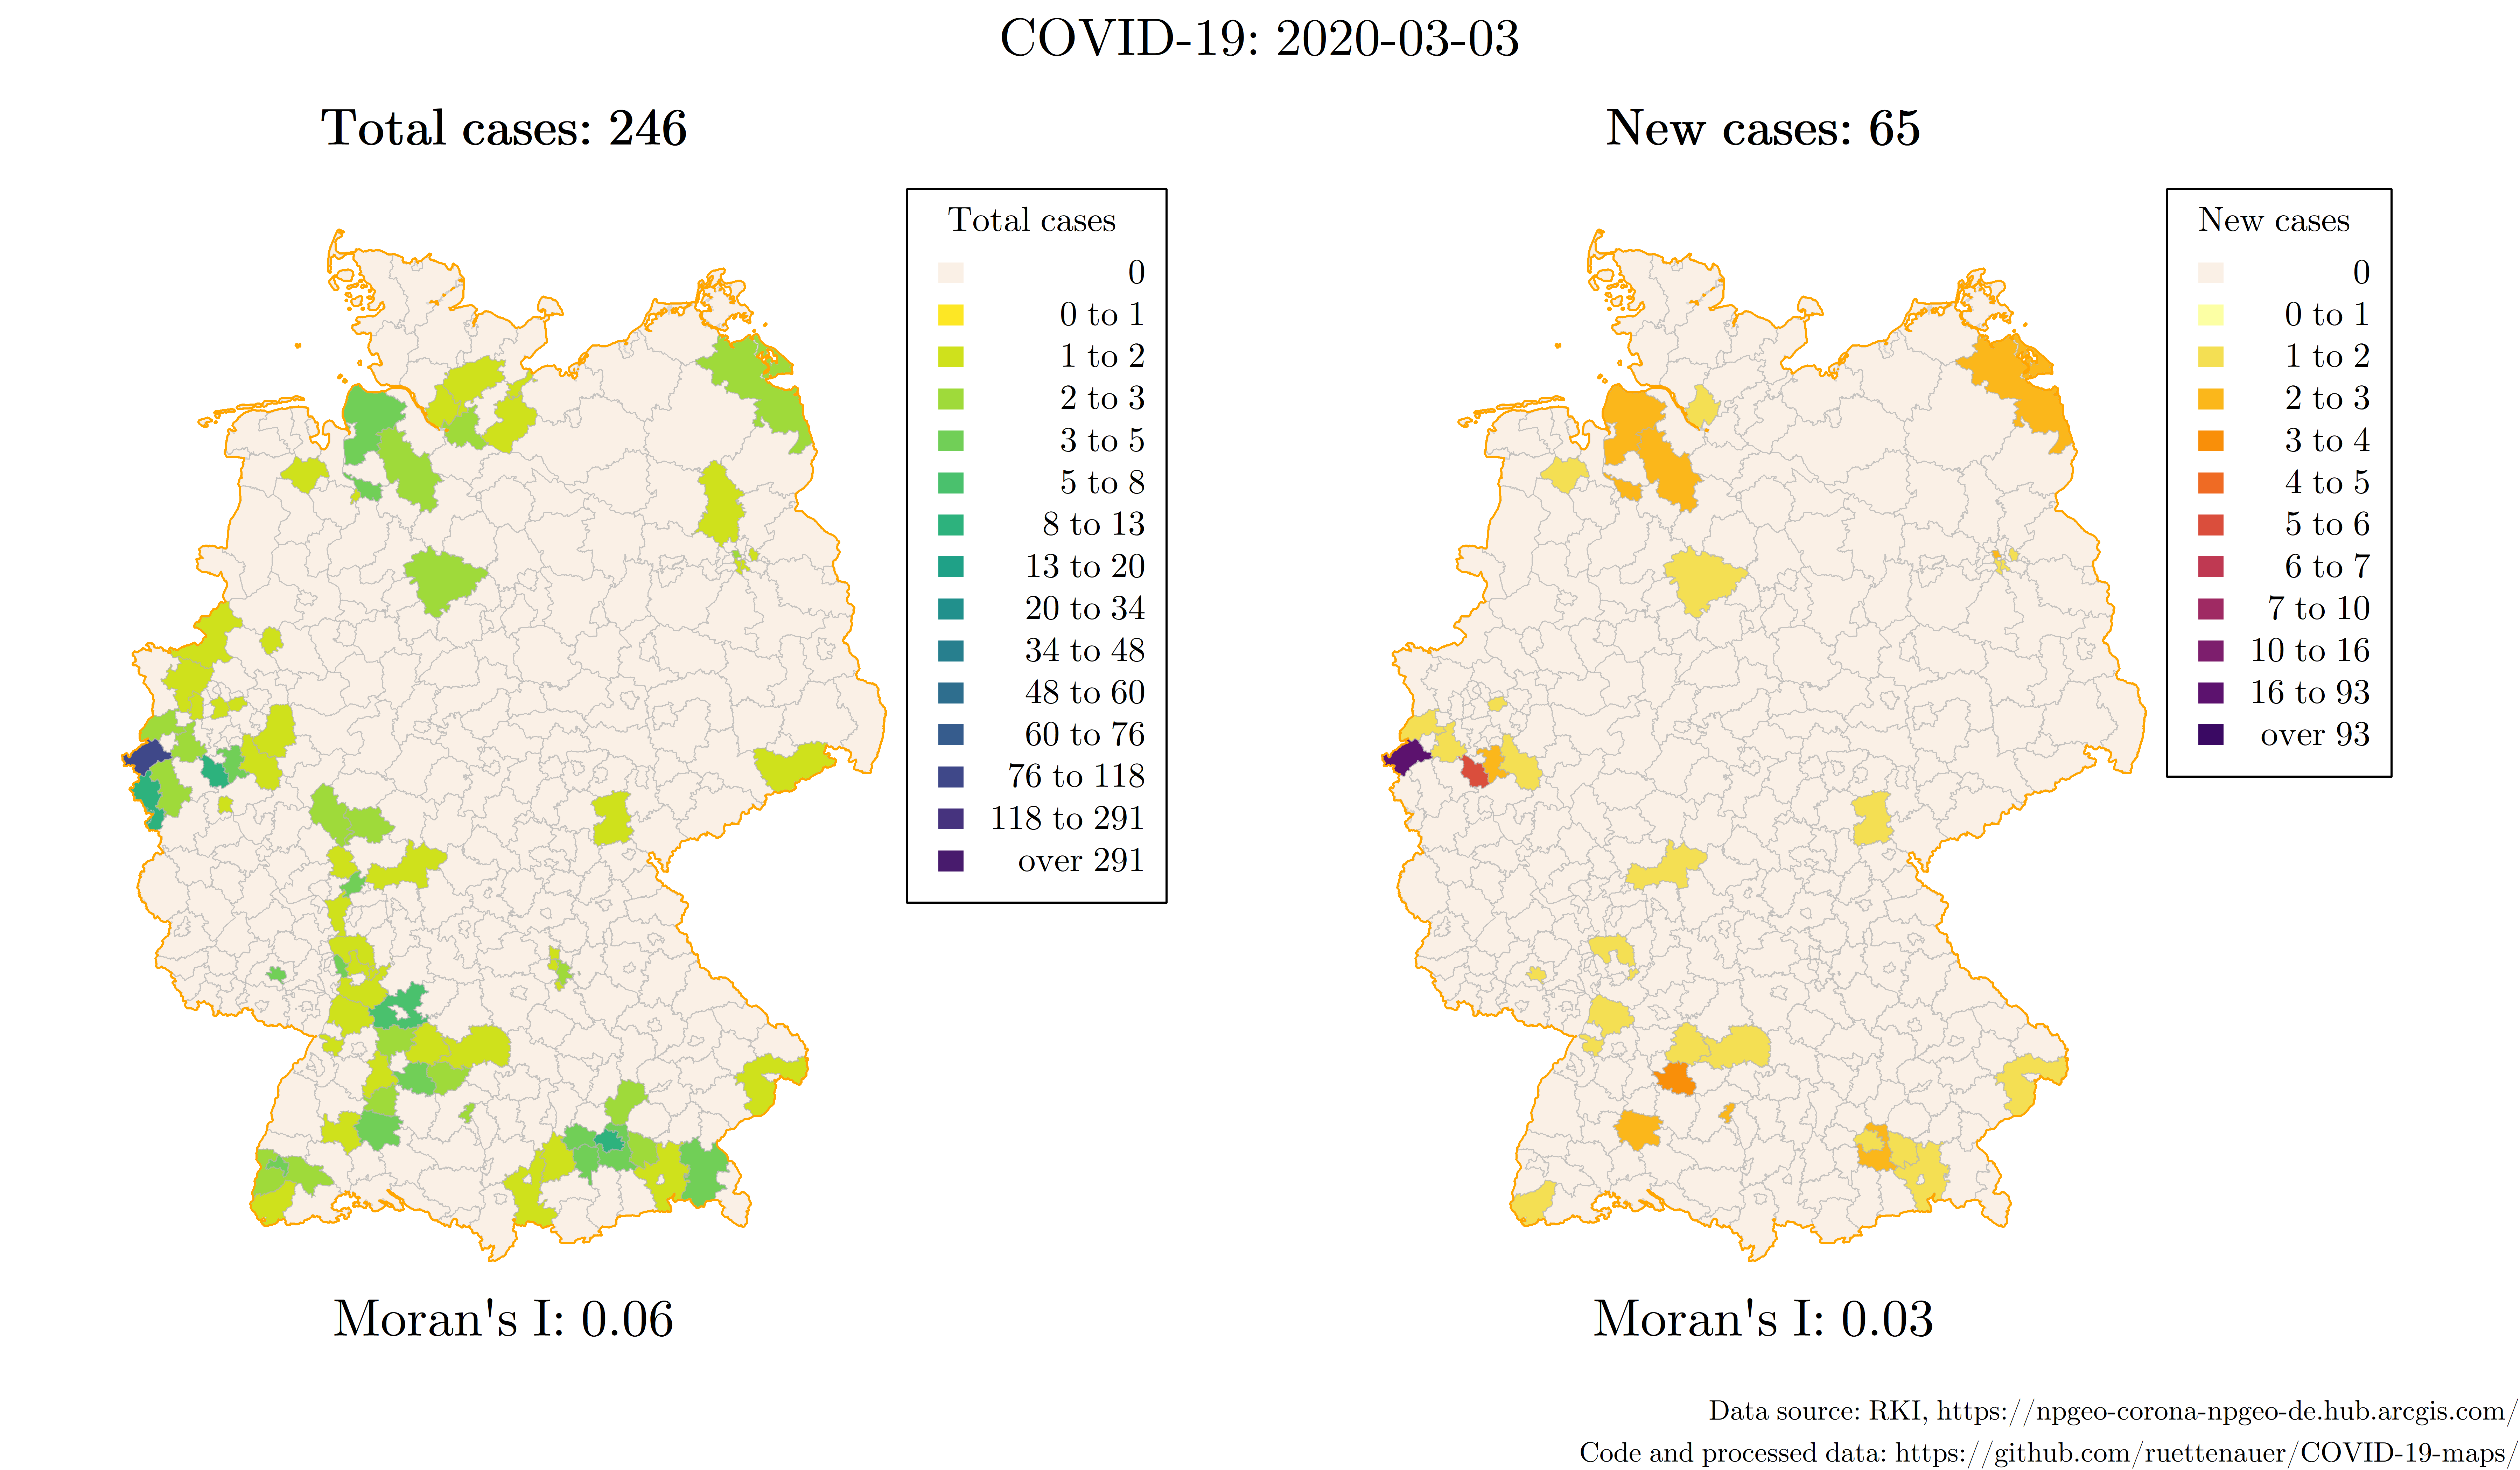 COVID-19: 2020-03-03
Total cases: 246
Total cases
0
0 to 1
1 to 2
2 to 3
3 to 5
5 to 8
8 to 13
13 to 20
20 to 34
34 to 48
48 to 60
60 to 76
76 to 118
118 to 291
over 291
Moran's I: 0.06
New cases: 65
New cases
0
0 to 1
1 to 2
2 to 3
3 to 4
4 to 5
5 to 6
6 to 7
7 to 10
10 to 16
16 to 93
over 93
Moran's I: 0.03
Data source: RKI, https://npgeo-corona-npgeo-de.hub.arcgis.com/
Code and processed data: https://github.com/ruettenauer/COVID-19-maps/